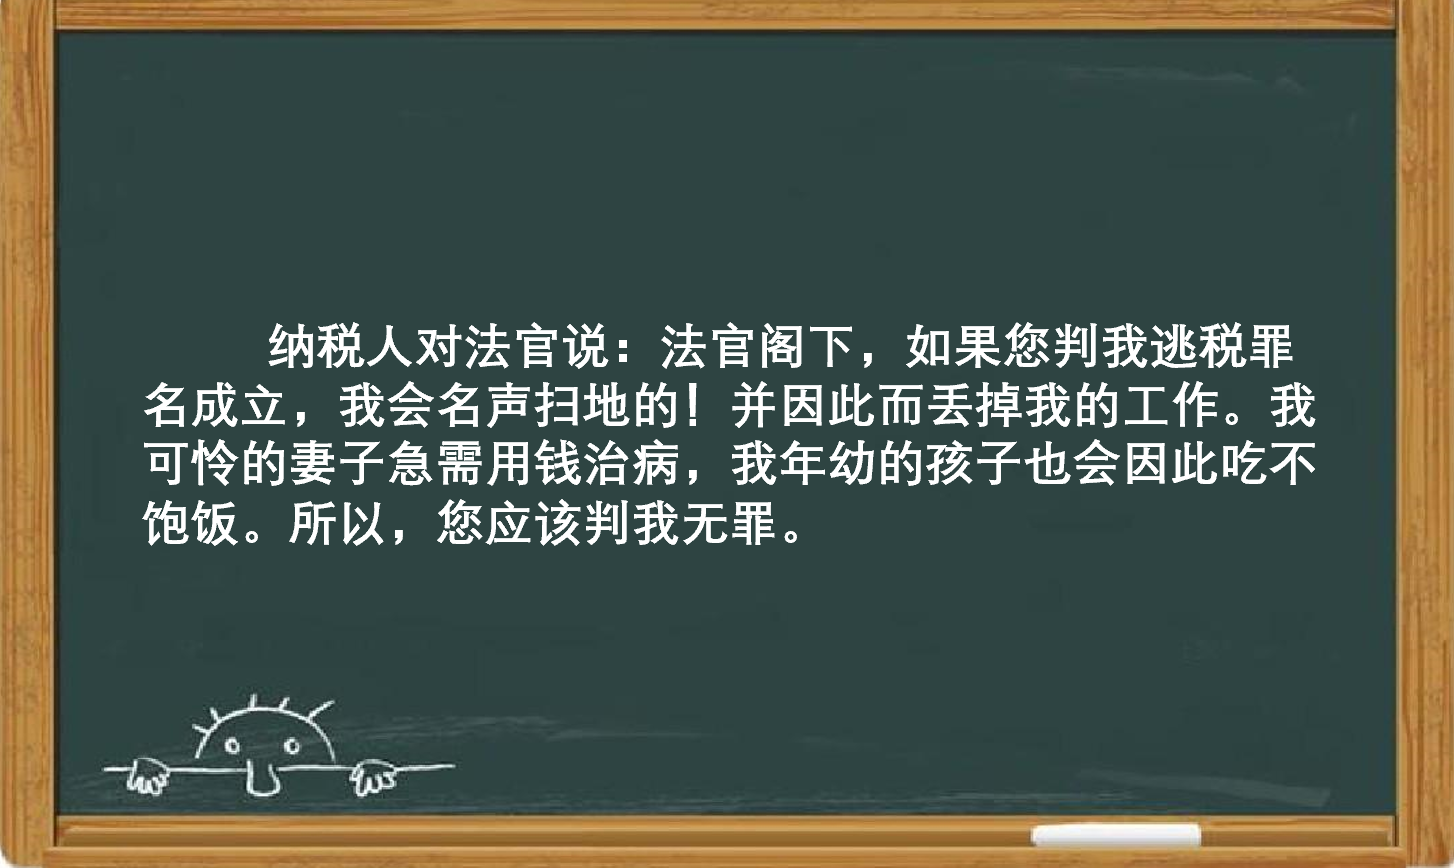 纳税人对法官说：法官阁下，如果您判我逃税罪
名成立，我会名声扫地的！并因此而丢掉我的工作。我
可怜的妻子急需用钱治病，我年幼的孩子也会因此吃不
饱饭。所以，您应该判我无罪。